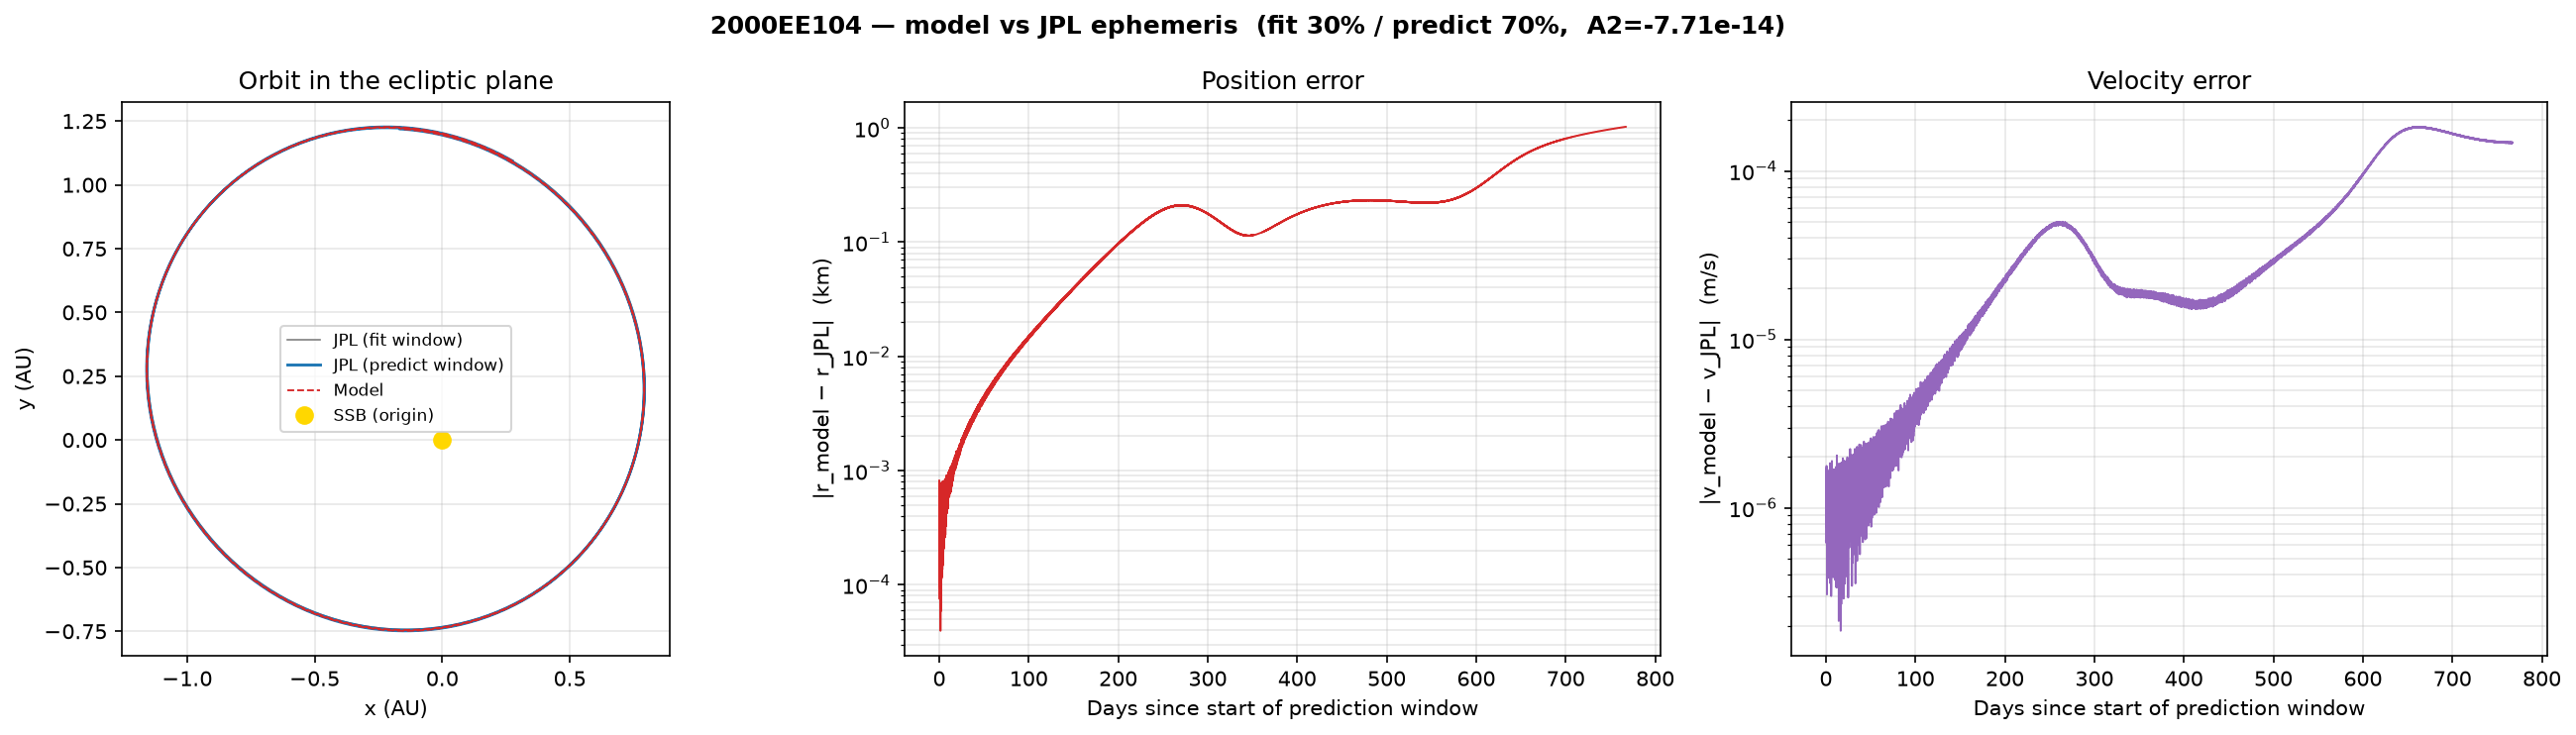 2000EE104 — model vs JPL ephemeris (fit 30% / predict 70%, A2=-7.71e-14)
Orbit in the ecliptic plane
y (AU)
1.25
1.00
0.75
0.50
0.25
0.00
−0.25
−0.50
−0.75
JPL (fit window)
JPL (predict window)
Model
SSB (origin)
−1.0 −0.5 0.0 0.5
x (AU)
Position error
|r_model − r_JPL| (km)
10⁰
10⁻¹
10⁻²
10⁻³
10⁻⁴
0 100 200 300 400 500 600 700 800
Days since start of prediction window
Velocity error
|v_model − v_JPL| (m/s)
10⁻⁴
10⁻⁵
10⁻⁶
0 100 200 300 400 500 600 700 800
Days since start of prediction window